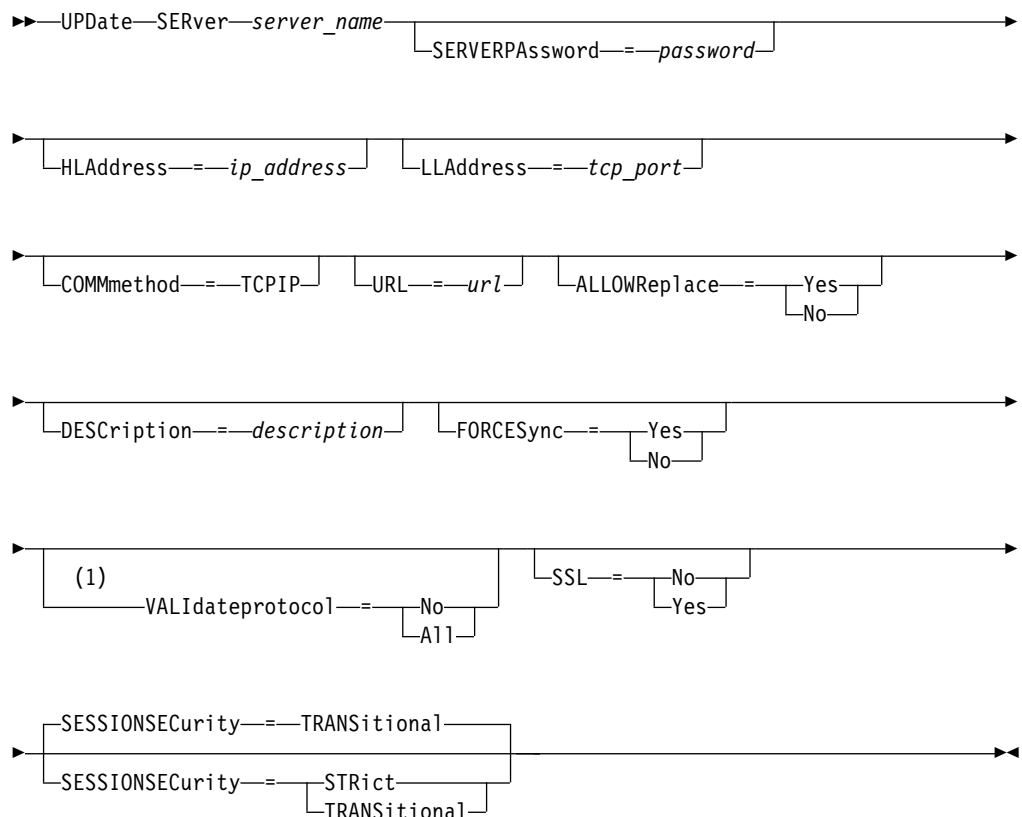 UPDate SERver server_name
SERVERPAssword = password
HLAddress = ip_address LLAddress = tcp_port
COMMmethod = TCPIP URL = url ALLOWReplace = Yes
No
DESCription = description FORCESync = Yes
No
(1)
VALIdateprotocol = No
All
SSL = No
Yes
SESSIONSECurity = TRANSitional
SESSIONSECurity = STRict
TRANSitional